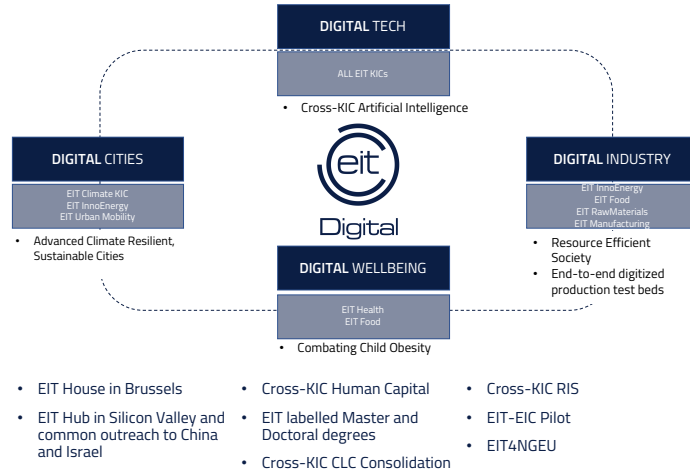 DIGITAL TECH
ALL EIT KICs
• Cross-KIC Artificial Intelligence
eit
Digital
DIGITAL CITIES
EIT Climate KIC
EIT InnoEnergy
EIT Urban Mobility
• Advanced Climate Resilient,
Sustainable Cities
DIGITAL INDUSTRY
EIT InnoEnergy
EIT Food
EIT RawMaterials
EIT Manufacturing
• Resource Efficient
Society
• End-to-end digitized
production test beds
DIGITAL WELLBEING
EIT Health
EIT Food
• Combating Child Obesity
• EIT House in Brussels
• EIT Hub in Silicon Valley and
common outreach to China
and Israel
• Cross-KIC Human Capital
• EIT labelled Master and
Doctoral degrees
• Cross-KIC CLC Consolidation
• Cross-KIC RIS
• EIT-EIC Pilot
• EIT4NGEU